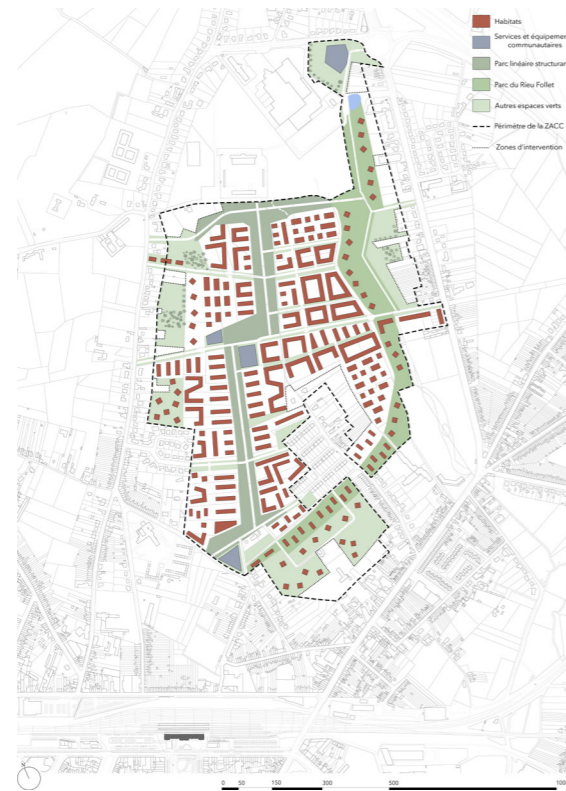 Habitats
Services et équipemen
communautaires
Parc linéaire structuran
Parc du Rieu Follet
Autres espaces verts
Périmètre de la ZACC
Zones d'intervention
N
0 50 150 300 500 1000